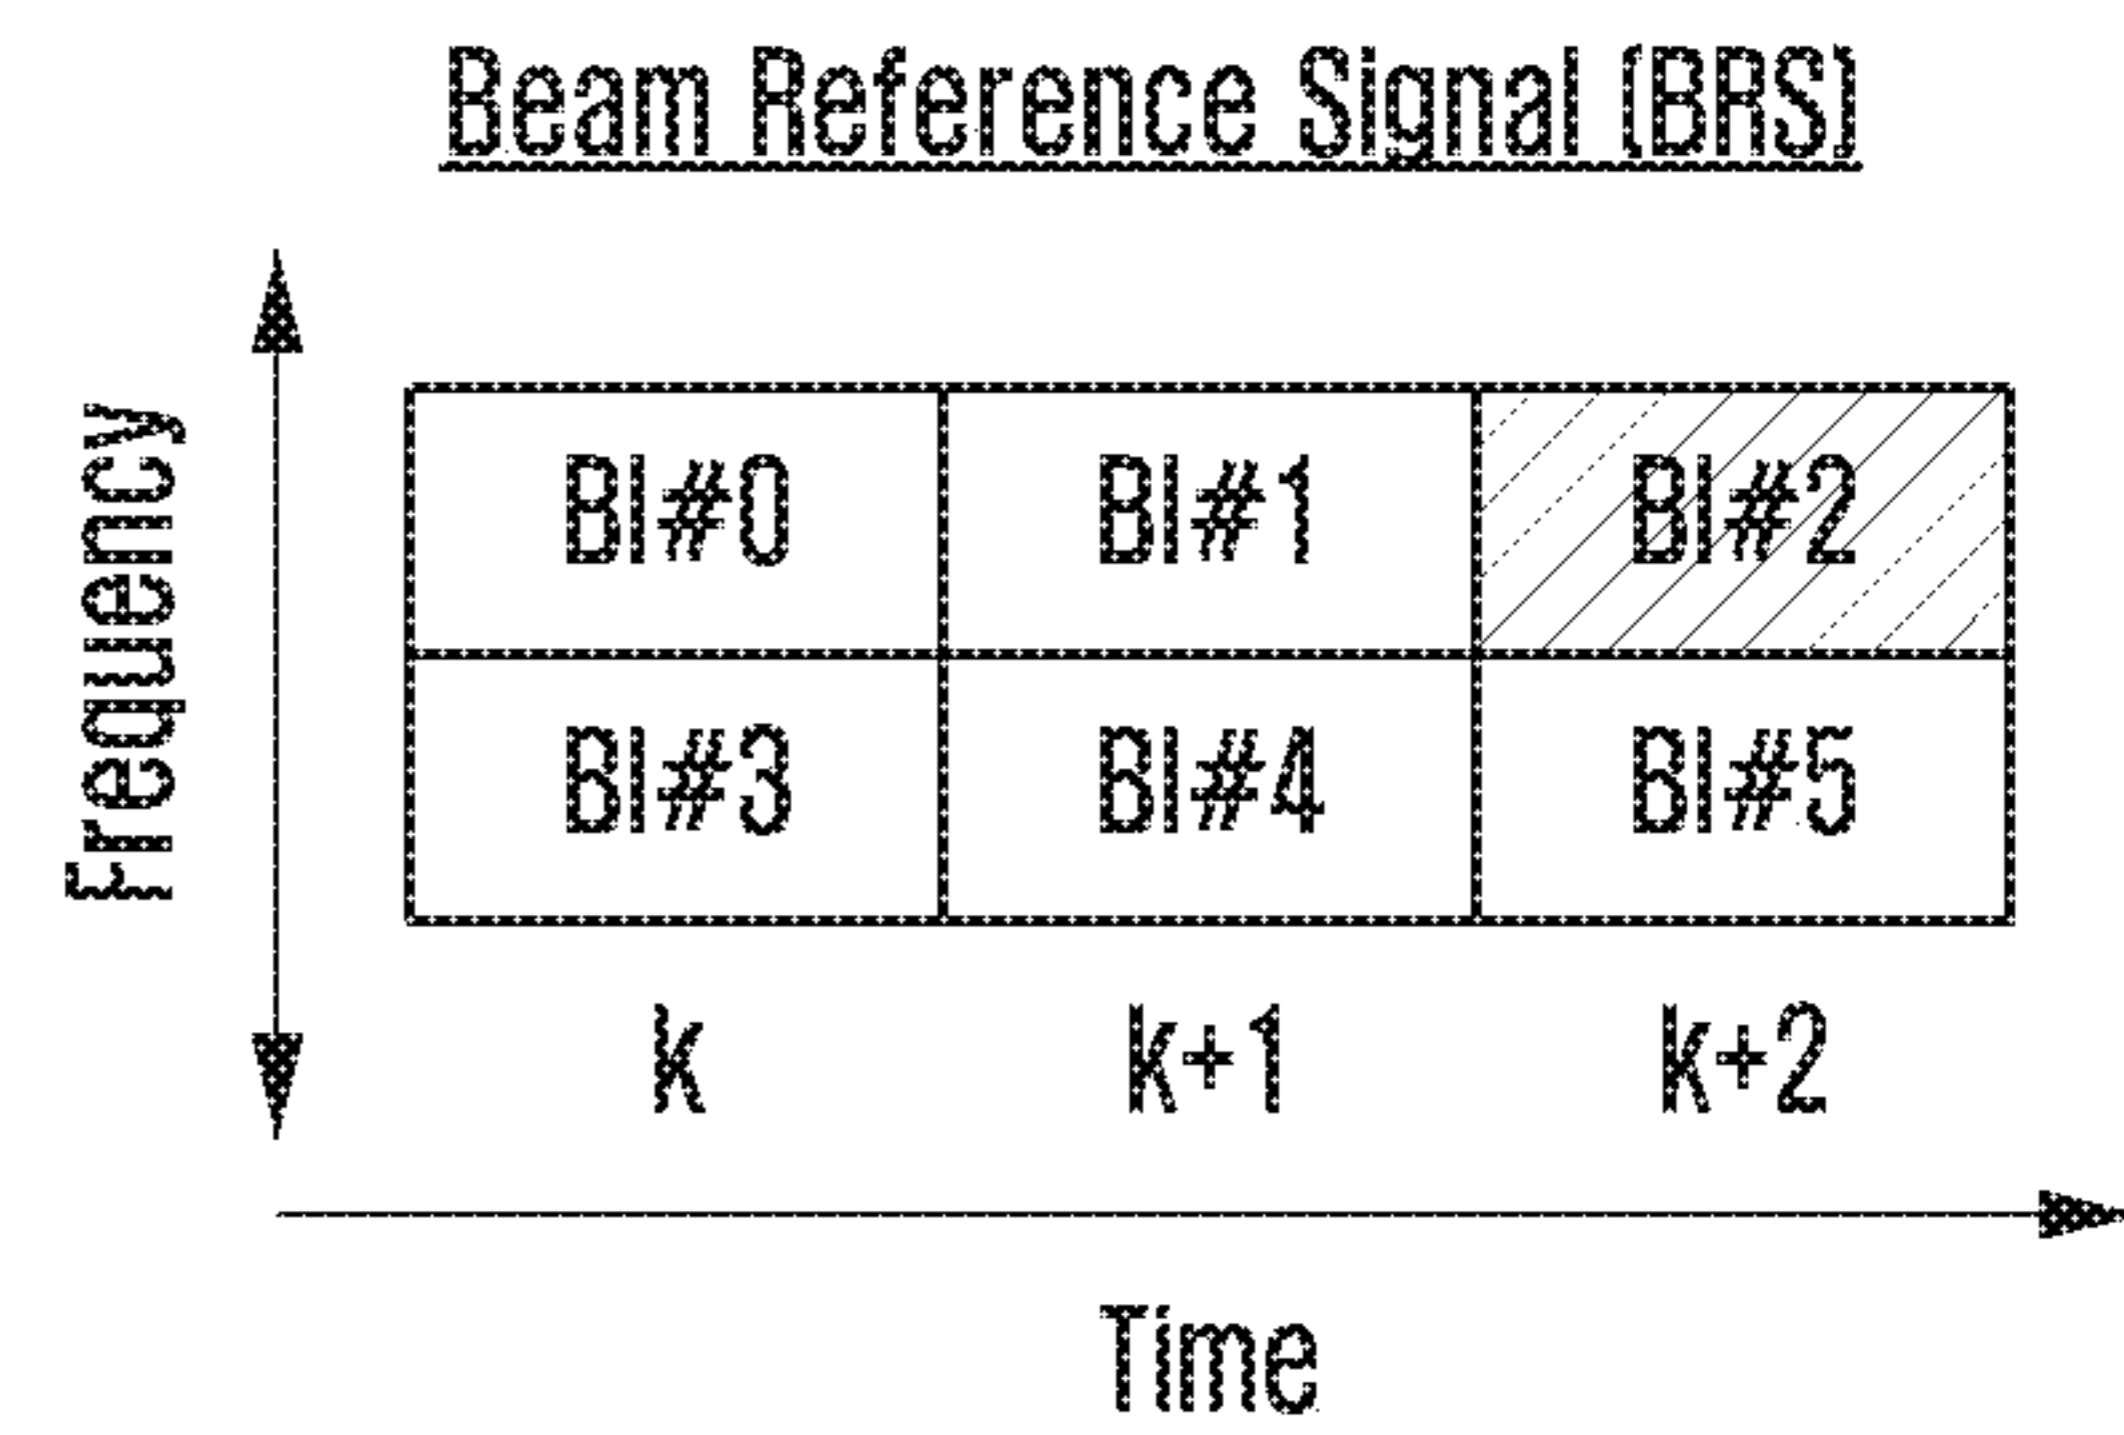 Beam Reference Signal (BRS)
Frequency
BI#0 BI#1 BI#2
BI#3 BI#4 BI#5
k k+1 k+2
Time